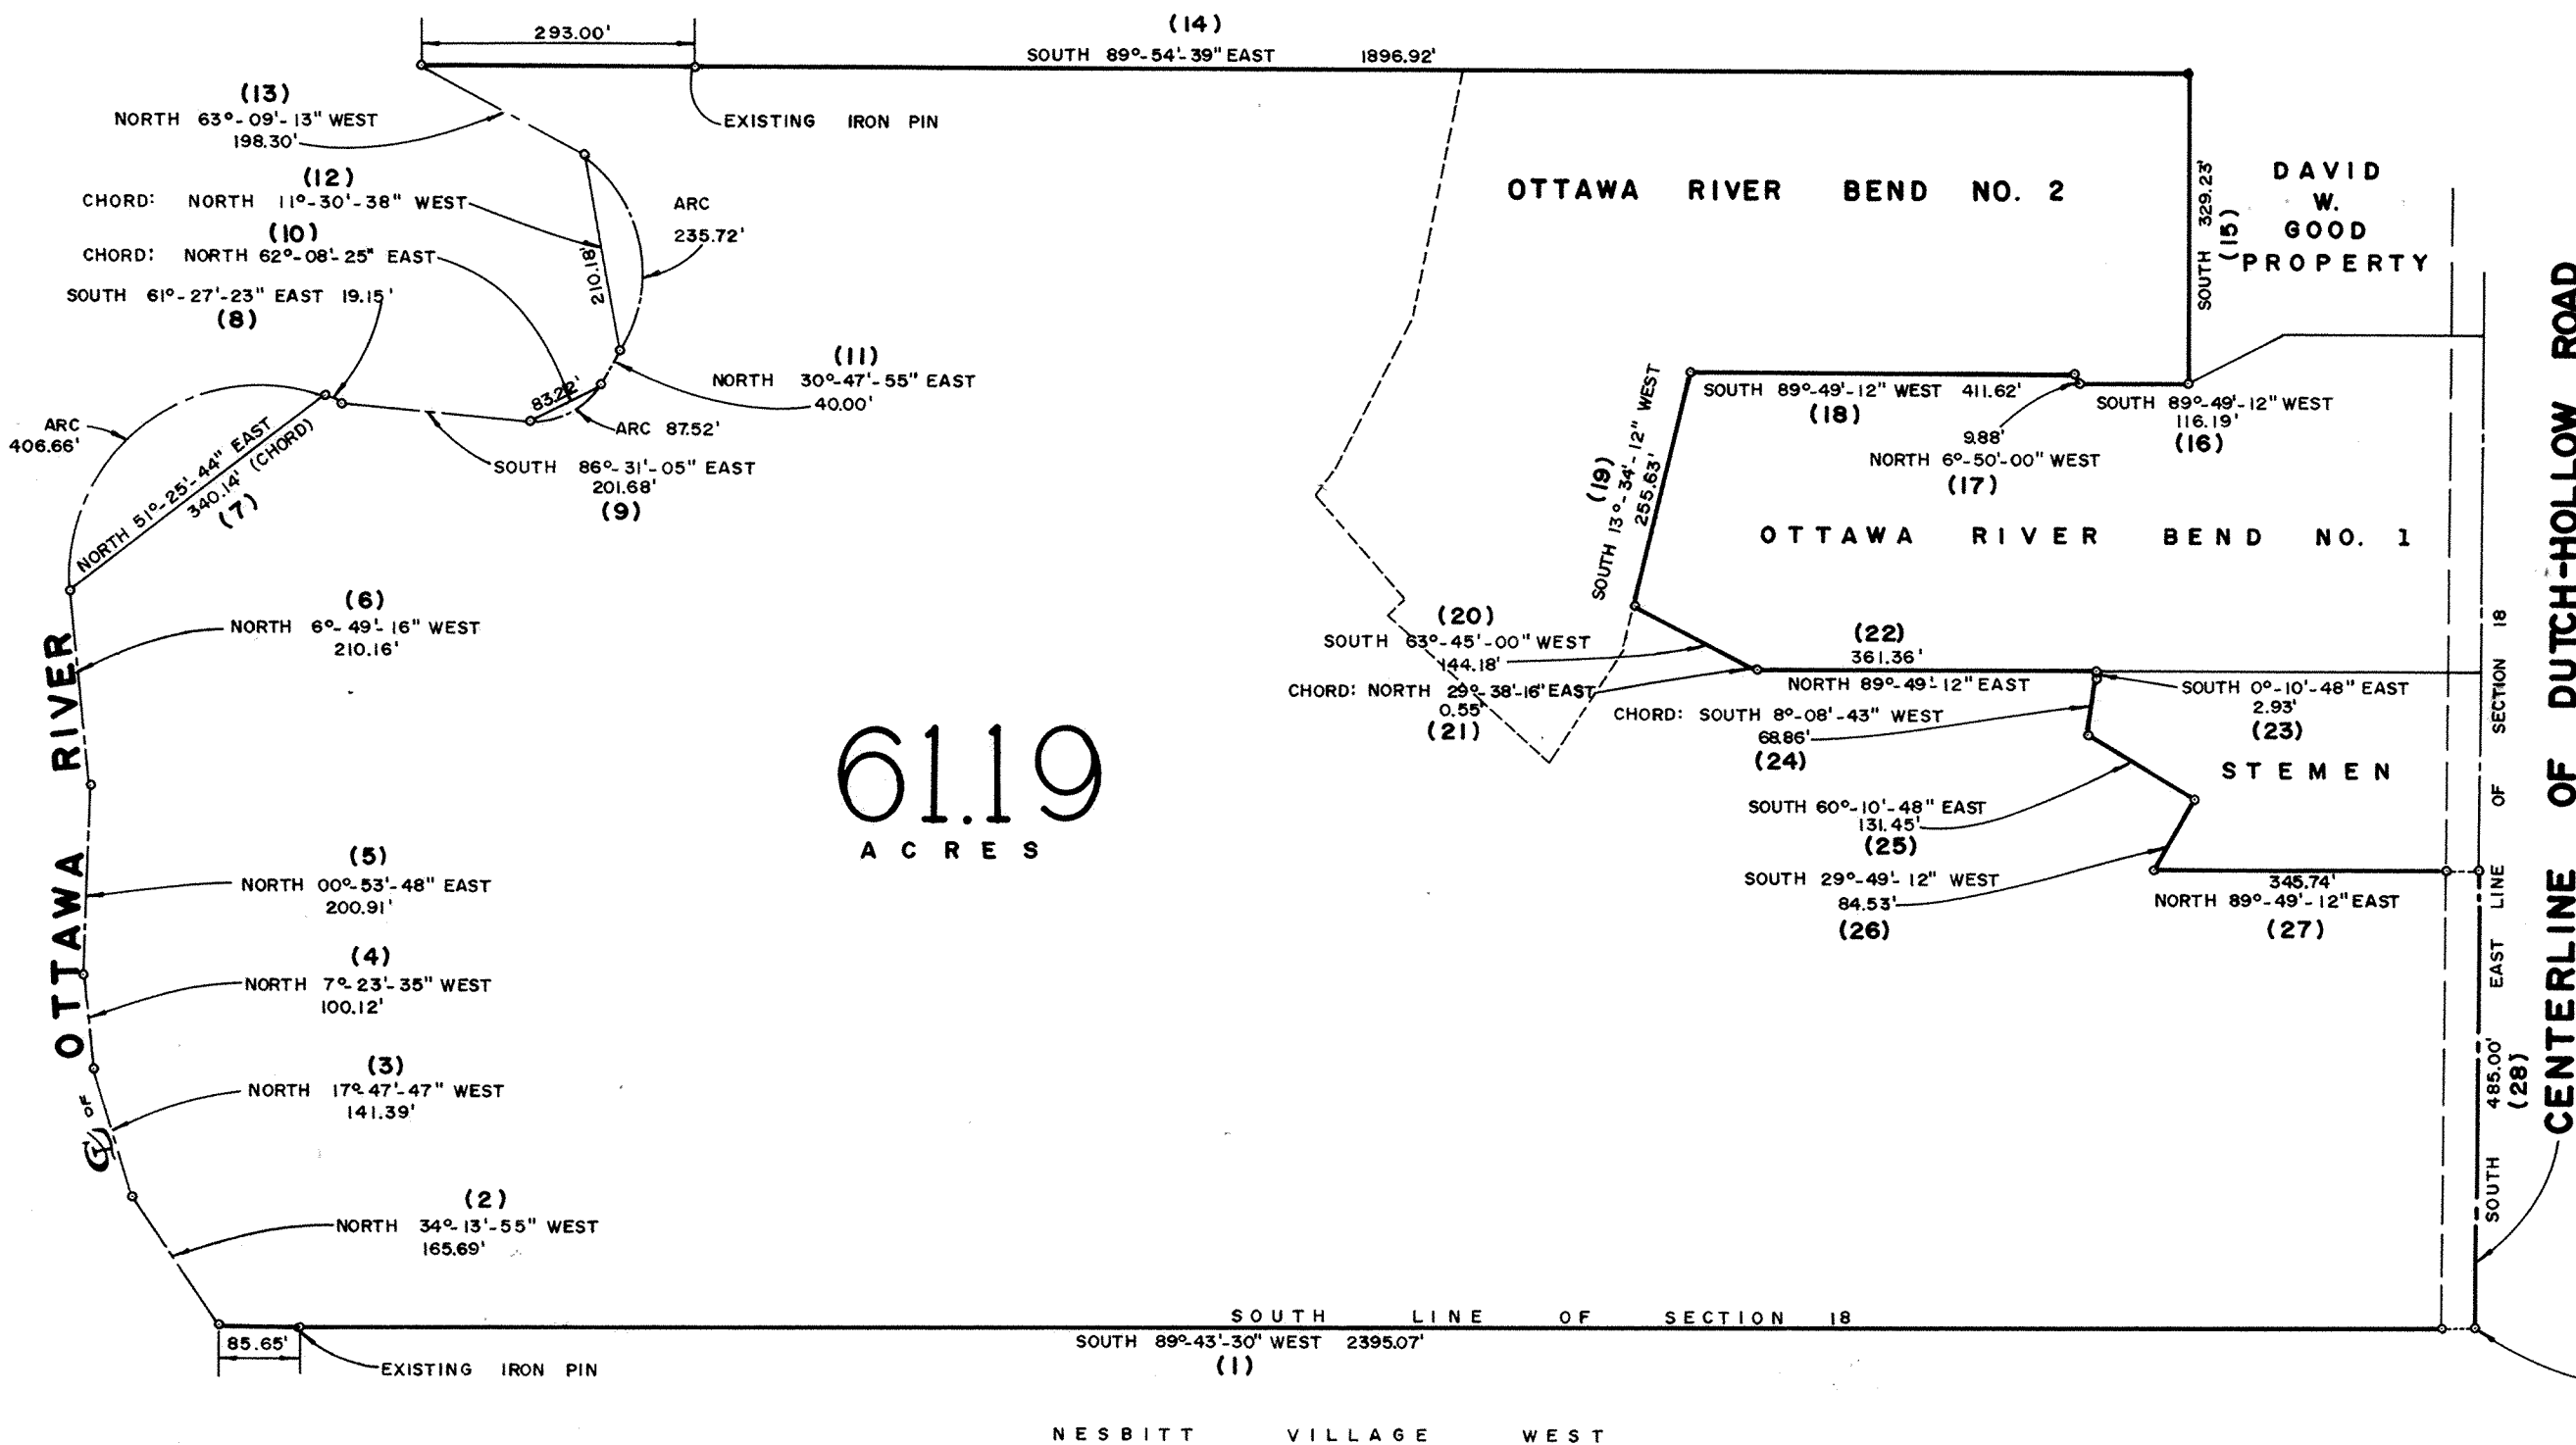 (14)
293.00'
SOUTH 89°-54'-39" EAST 1896.92'
(13)
NORTH 63°-09'-13" WEST
198.30'
EXISTING IRON PIN
(12)
CHORD: NORTH 11°-30'-38" WEST
210.18'
ARC
235.72'
(10)
CHORD: NORTH 62°-08'-25" EAST
SOUTH 61°-27'-23" EAST 19.15'
(8)
83.22'
(11)
NORTH 30°-47'-55" EAST
40.00'
ARC
406.66'
ARC 87.52'
NORTH 51°-25'-44" EAST
340.14' (CHORD)
(7)
SOUTH 86°-31'-05" EAST
201.68'
(9)
OTTAWA RIVER BEND NO. 2
SOUTH 329.23'
(15)
DAVID
W.
GOOD
PROPERTY
SOUTH 89°-49'-12" WEST 411.62'
(18)
9.88'
NORTH 6°-50'-00" WEST
(17)
SOUTH 89°-49'-12" WEST
116.19'
(16)
(19)
SOUTH 13°-34'-12" WEST
255.63'
OTTAWA RIVER BEND NO. 1
(6)
NORTH 6°-49'-16" WEST
210.16'
(20)
SOUTH 63°-45'-00" WEST
144.18'
CHORD: NORTH 29°-38'-16" EAST
0.55'
(21)
(22)
361.36'
NORTH 89°-49'-12" EAST
SOUTH 0°-10'-48" EAST
2.93'
(23)
CHORD: SOUTH 8°-08'-43" WEST
68.86'
(24)
STEMEN
61.19
ACRES
SOUTH 60°-10'-48" EAST
131.45'
(25)
SOUTH 29°-49'-12" WEST
84.53'
(26)
345.74'
NORTH 89°-49'-12" EAST
(27)
(5)
NORTH 00°-53'-48" EAST
200.91'
(4)
NORTH 7°-23'-35" WEST
100.12'
(3)
NORTH 17°-47'-47" WEST
141.39'
(2)
NORTH 34°-13'-55" WEST
165.69'
℄ OF OTTAWA RIVER
EAST LINE OF SECTION 18
SOUTH 485.00'
(28)
CENTERLINE OF DUTCH-HOLLOW ROAD
SOUTH LINE OF SECTION 18
85.65'
SOUTH 89°-43'-30" WEST 2395.07'
(1)
EXISTING IRON PIN
NESBITT VILLAGE WEST